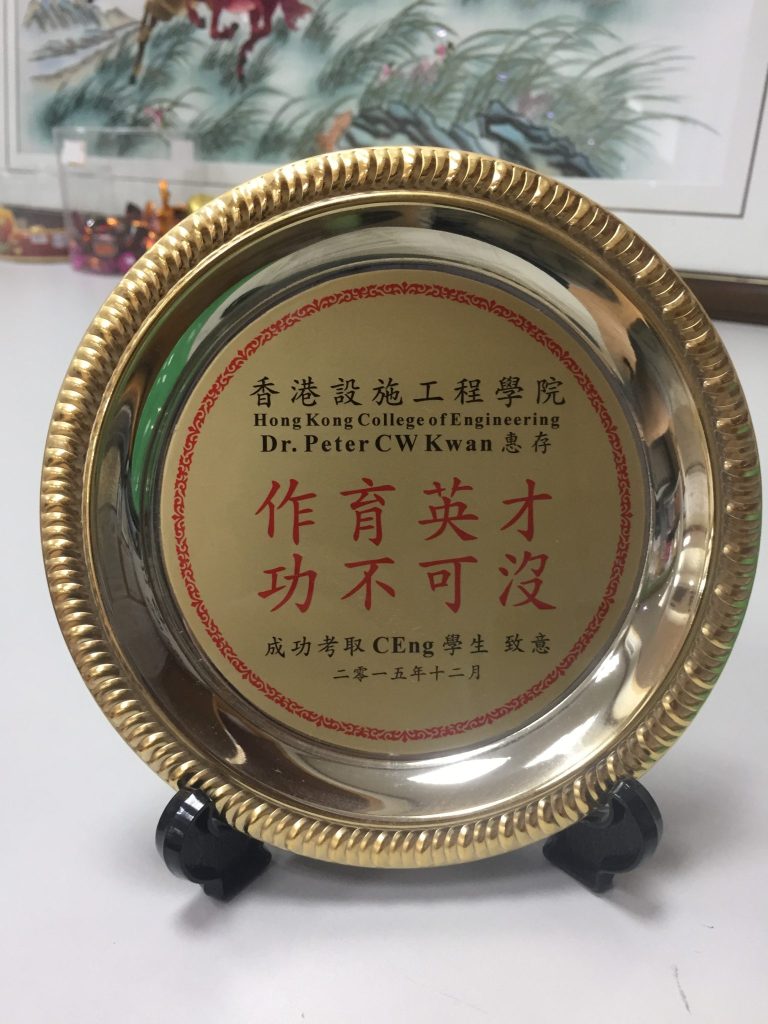 香港設施工程學院
Hong Kong College of Engineering
Dr. Peter CW Kwan 惠存
作育英才
功不可沒
成功考取 CEng 學生 致意
二零一五年十二月